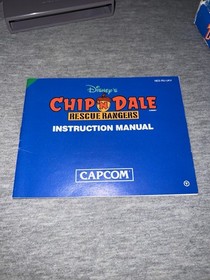 Disney's
CHIP DALE
RESCUE RANGERS
INSTRUCTION MANUAL
CAPCOM